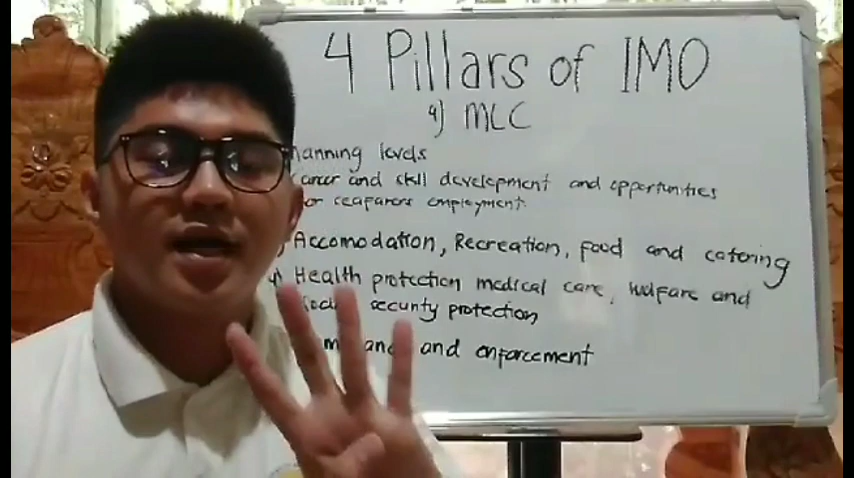 4 Pillars of IMO
4) MLC
anning levels
areer and skill development and opportunities
or seafarers employment
) Accomodation, Recreation, food and catering
4) Health protection medical care, welfare and
security protection
and enforcement